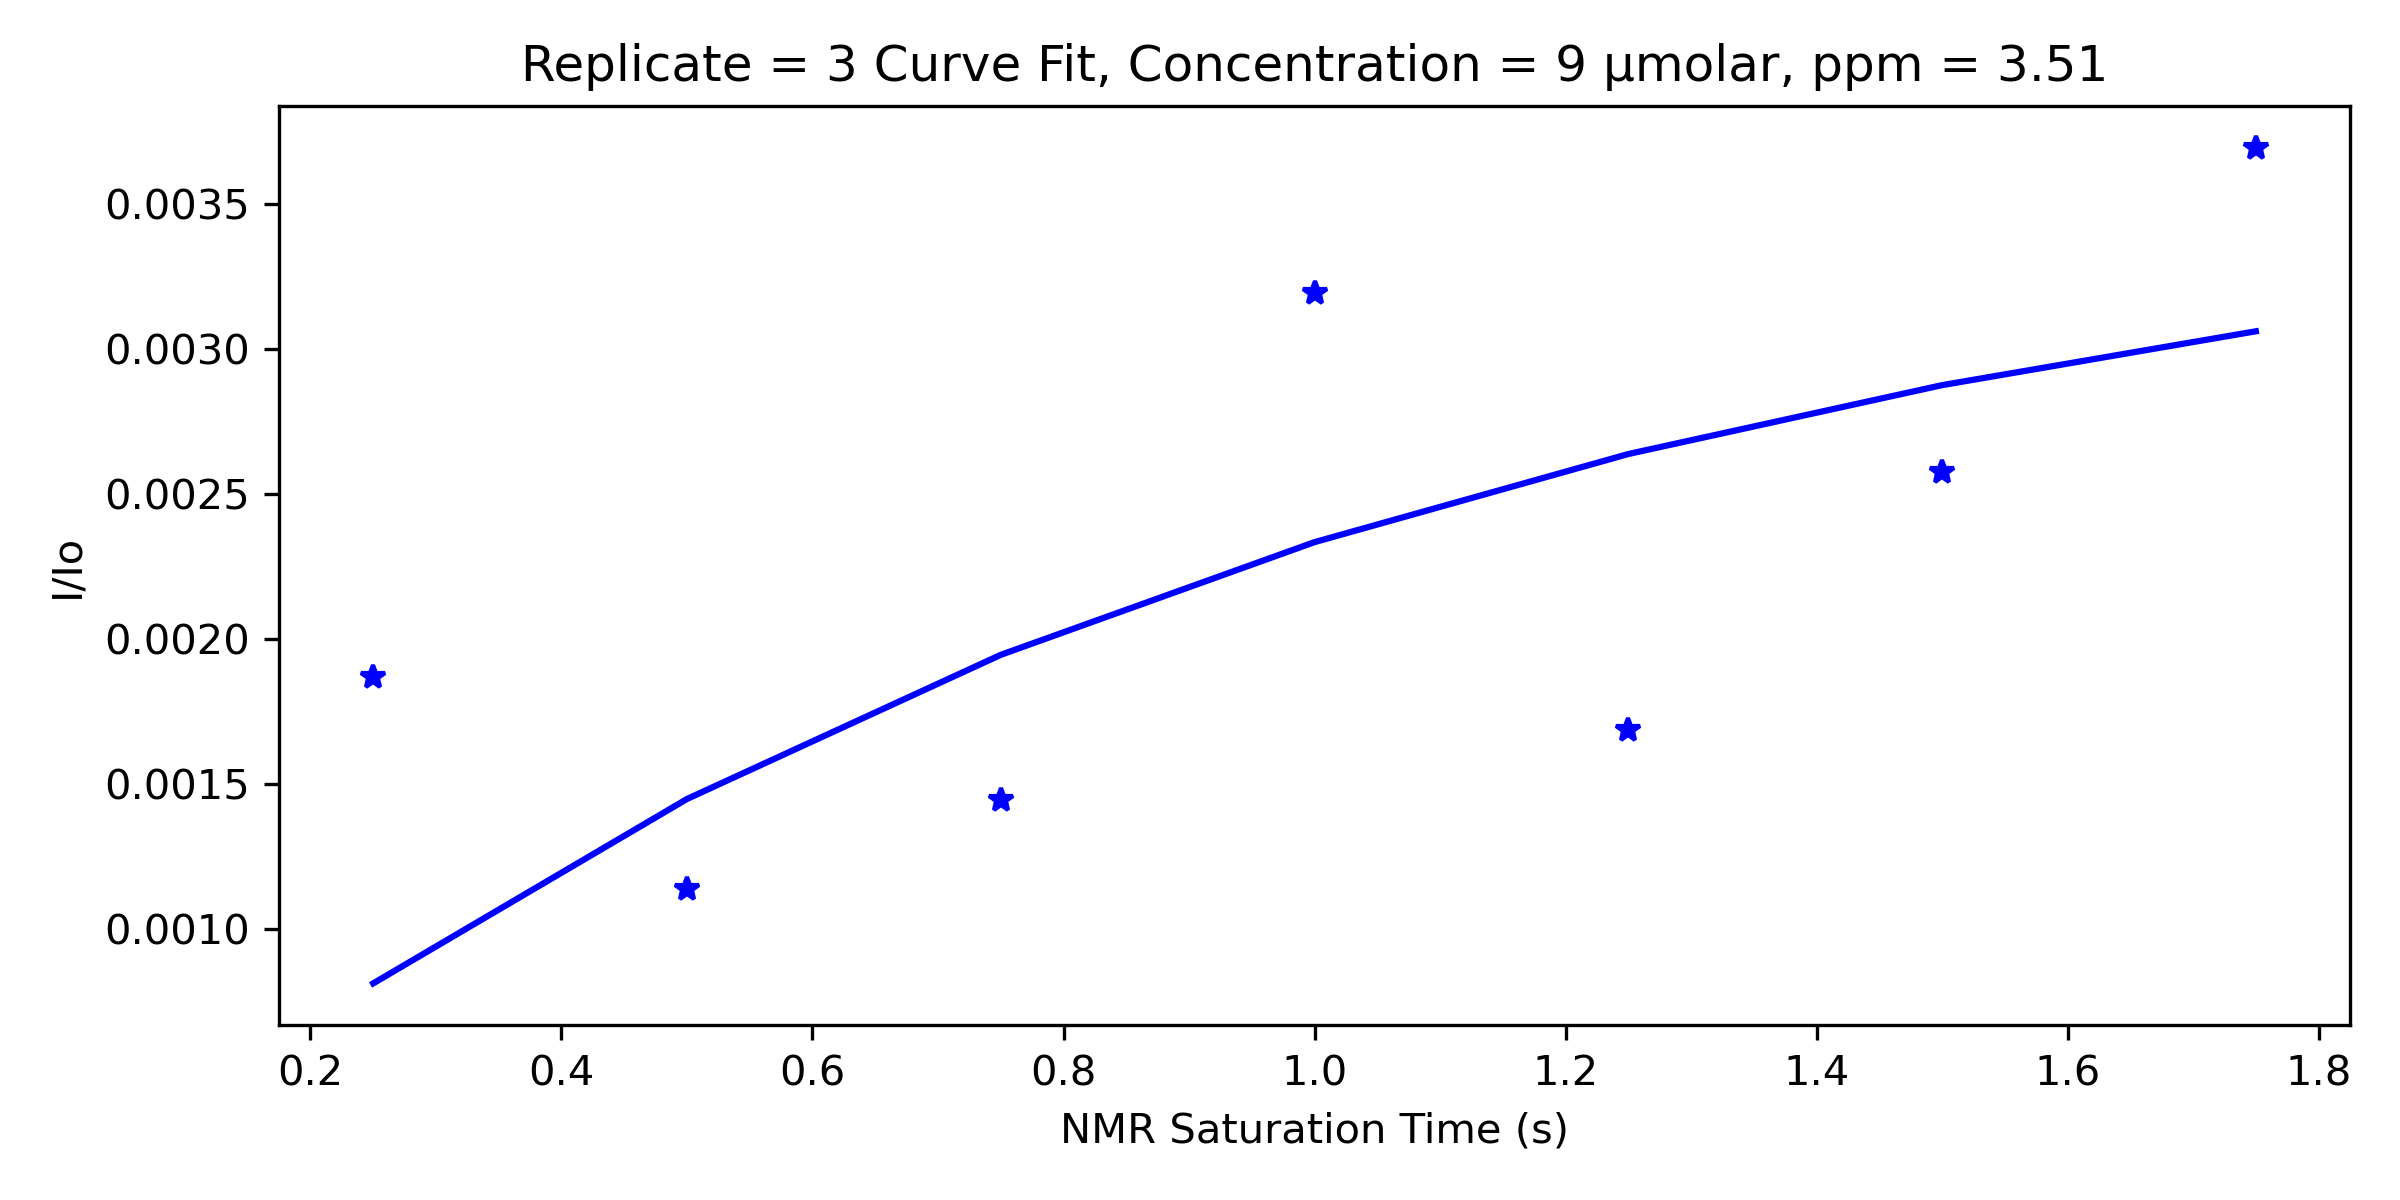 Replicate = 3 Curve Fit, Concentration = 9 µmolar, ppm = 3.51
0.0035
0.0030
0.0025
0.0020
0.0015
0.0010
I/Io
0.2 0.4 0.6 0.8 1.0 1.2 1.4 1.6 1.8
NMR Saturation Time (s)